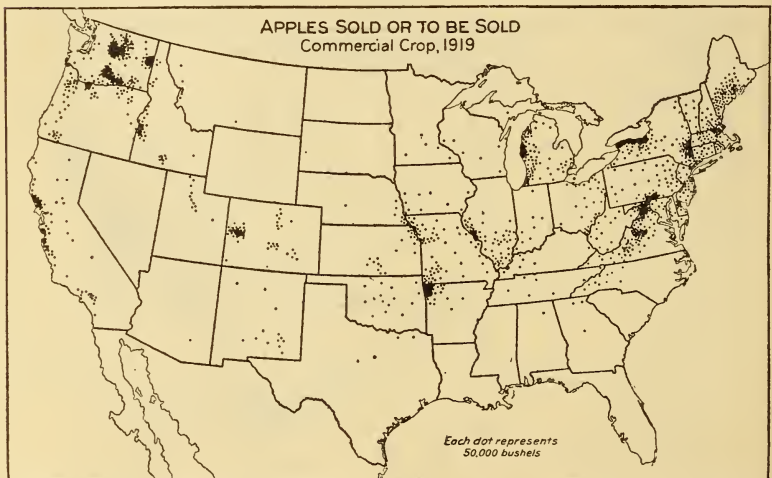 APPLES SOLD OR TO BE SOLD
Commercial Crop, 1919
Each dot represents
50,000 bushels